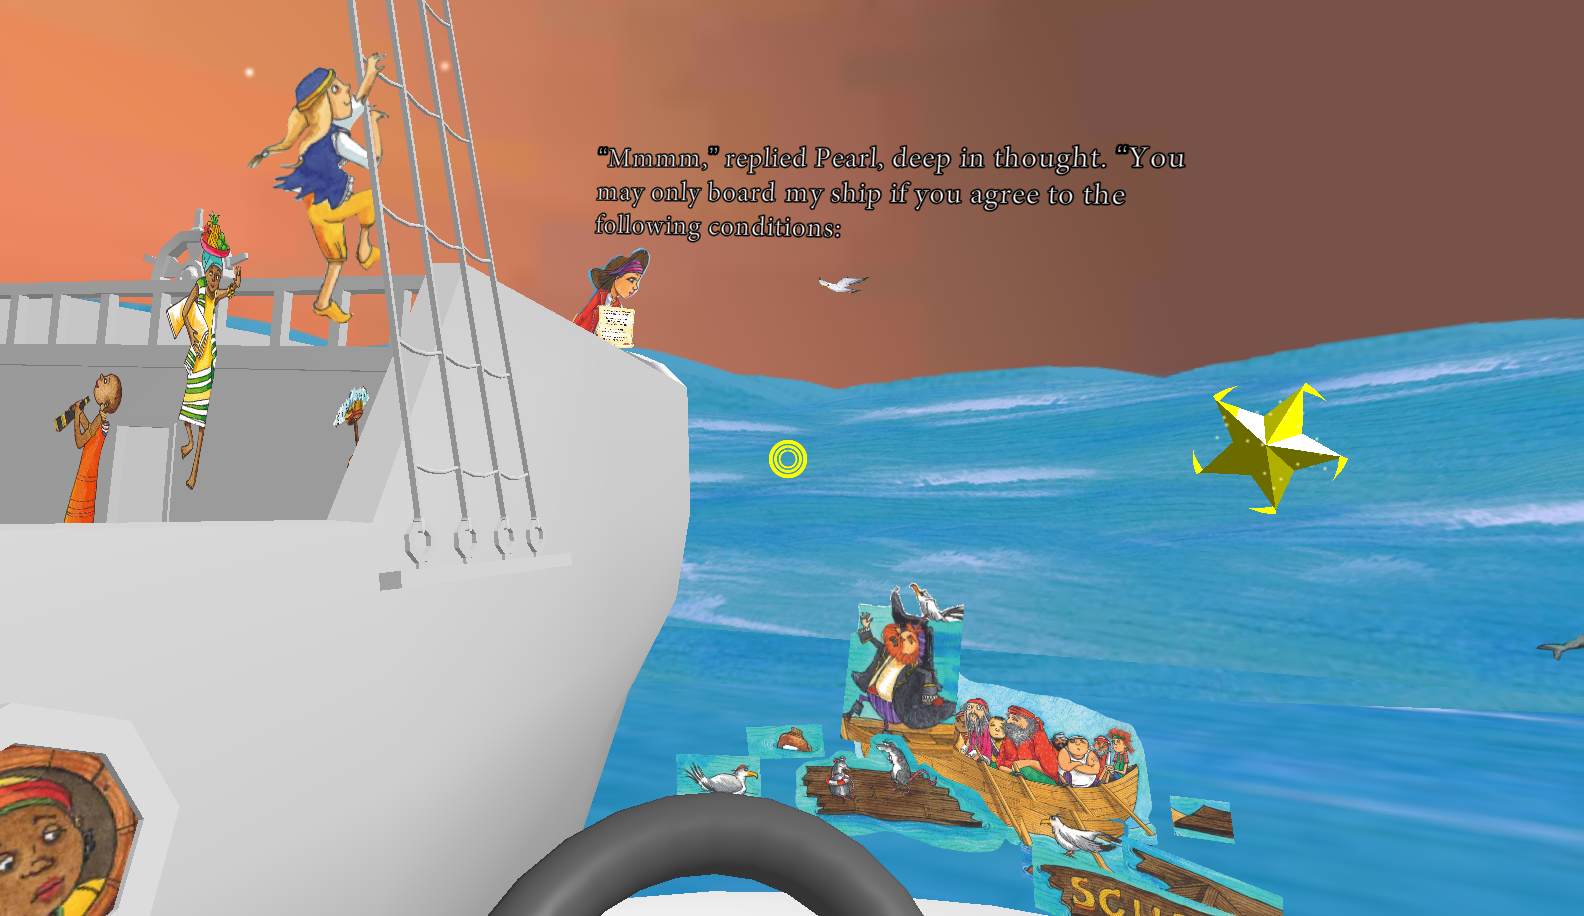 “Mmmm,” replied Pearl, deep in thought. “You
may only board my ship if you agree to the
following conditions: